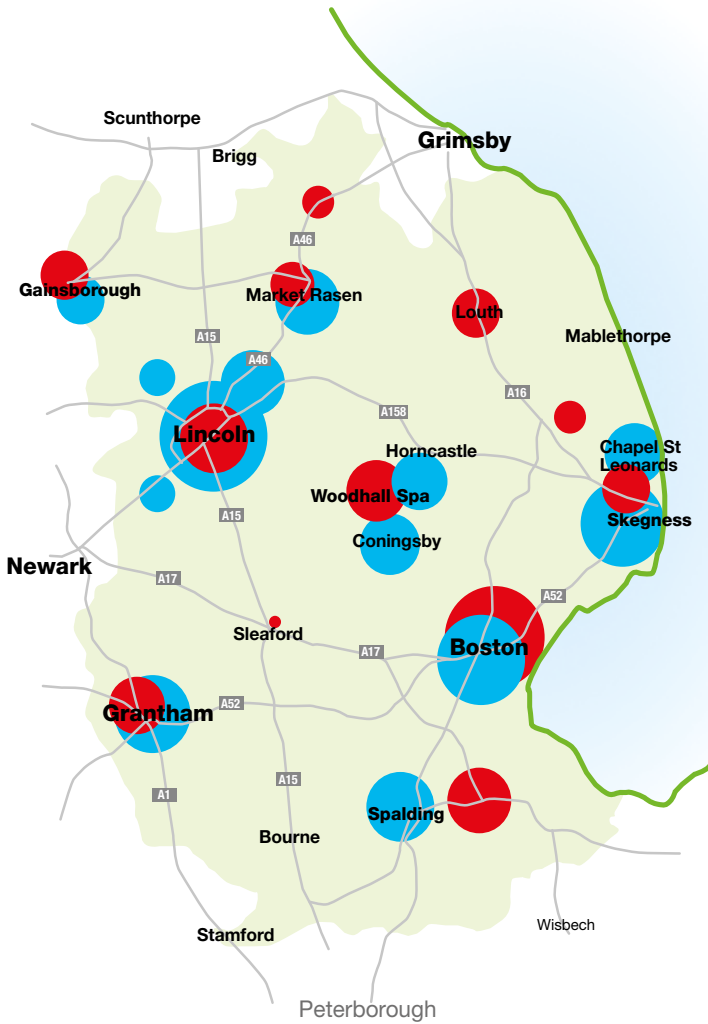 Scunthorpe
Grimsby
Brigg
A46
Gainsborough
Market Rasen
Louth
A15
Mablethorpe
A46
A16
A158
Lincoln
Horncastle
Chapel St
Leonards
Woodhall Spa
A15
Skegness
Coningsby
Newark
A17
A52
Sleaford
Boston
A17
A52
Grantham
A15
A1
Spalding
Bourne
Stamford
Wisbech
Peterborough